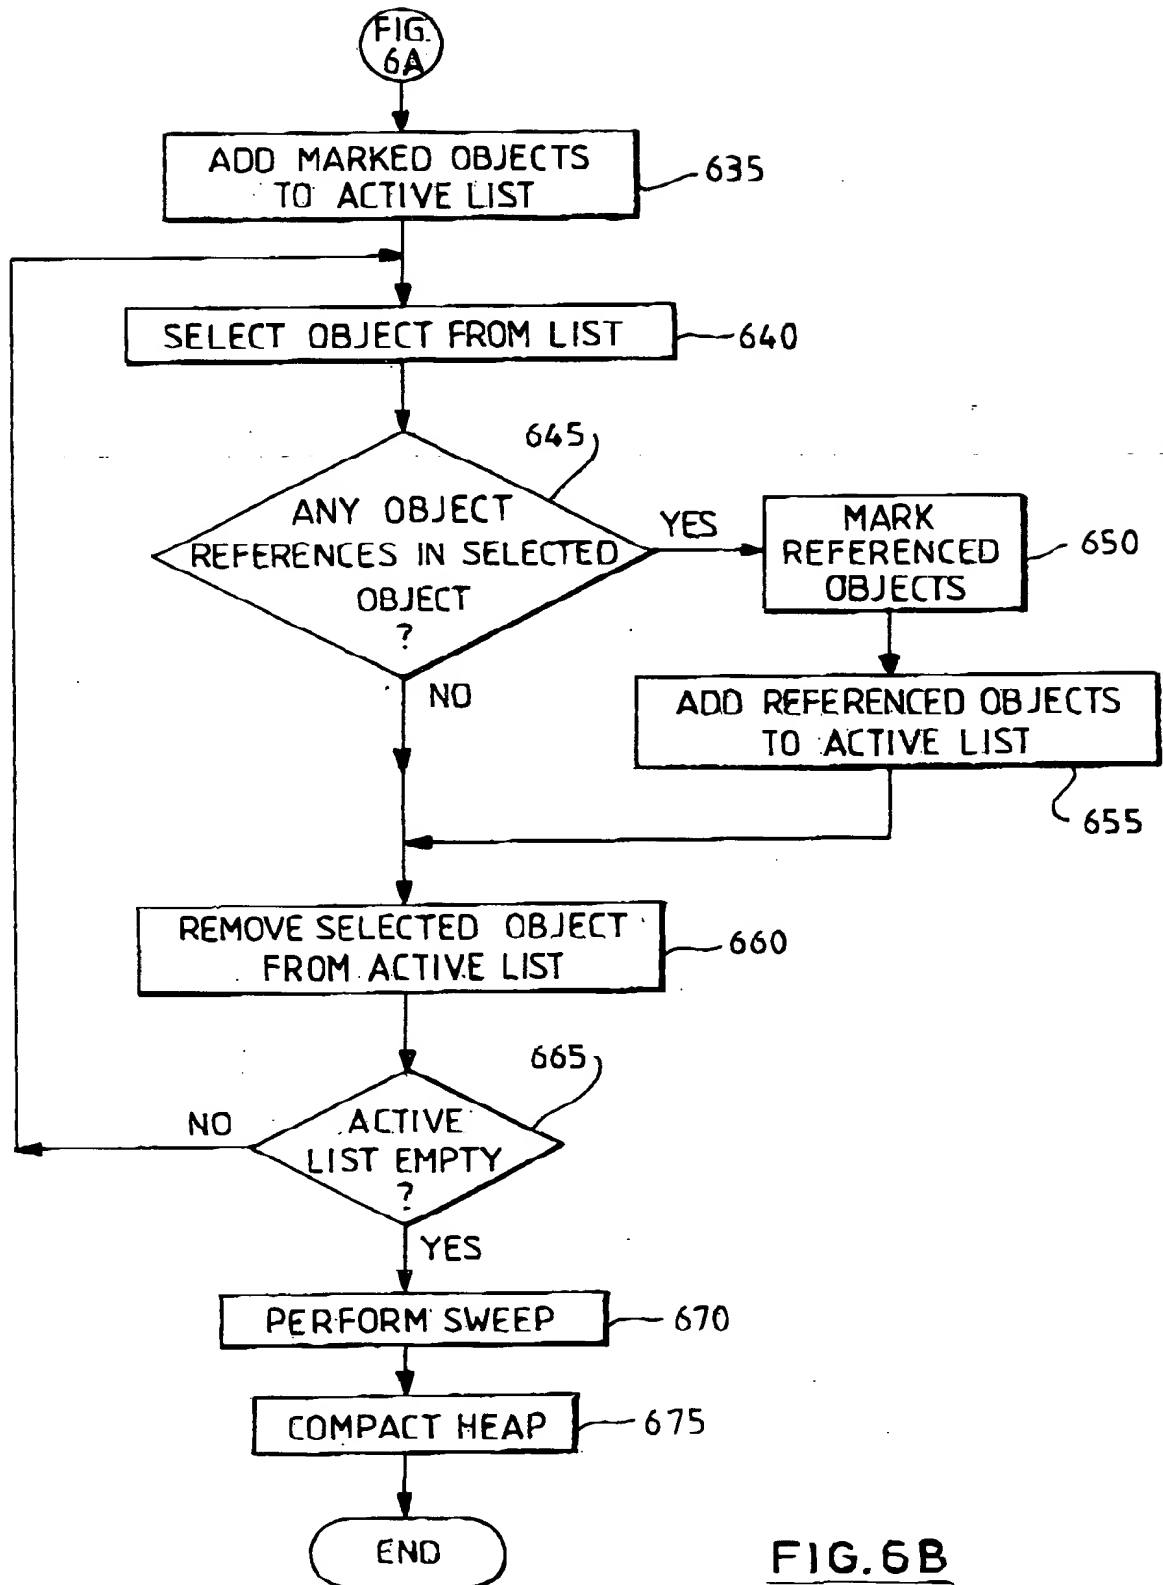 FIG.
6A
ADD MARKED OBJECTS
TO ACTIVE LIST
635
SELECT OBJECT FROM LIST
640
645
ANY OBJECT
REFERENCES IN SELECTED
OBJECT
?
YES
MARK
REFERENCED
OBJECTS
650
NO
ADD REFERENCED OBJECTS
TO ACTIVE LIST
655
REMOVE SELECTED OBJECT
FROM ACTIVE LIST
660
665
NO
ACTIVE
LIST EMPTY
?
YES
PERFORM SWEEP
670
COMPACT HEAP
675
END
FIG.6B